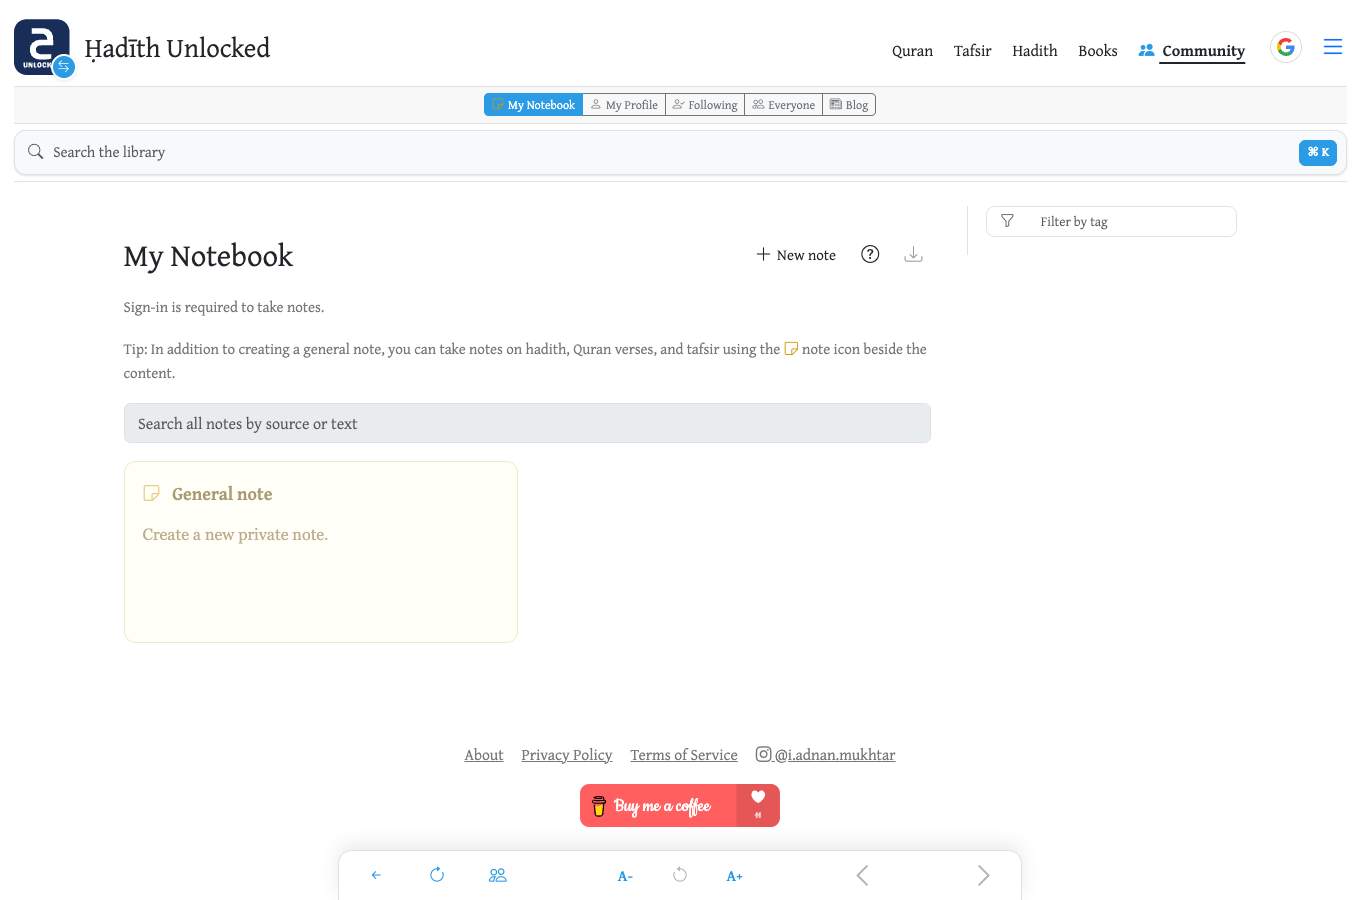 UNLOCK
Ḥadīth Unlocked
Quran Tafsir Hadith Books Community
My Notebook My Profile Following Everyone Blog
Search the library ⌘ K
Filter by tag
My Notebook
New note
Sign-in is required to take notes.
Tip: In addition to creating a general note, you can take notes on hadith, Quran verses, and tafsir using the note icon beside the
content.
Search all notes by source or text
General note
Create a new private note.
About Privacy Policy Terms of Service @i.adnan.mukhtar
Buy me a coffee
A- A+